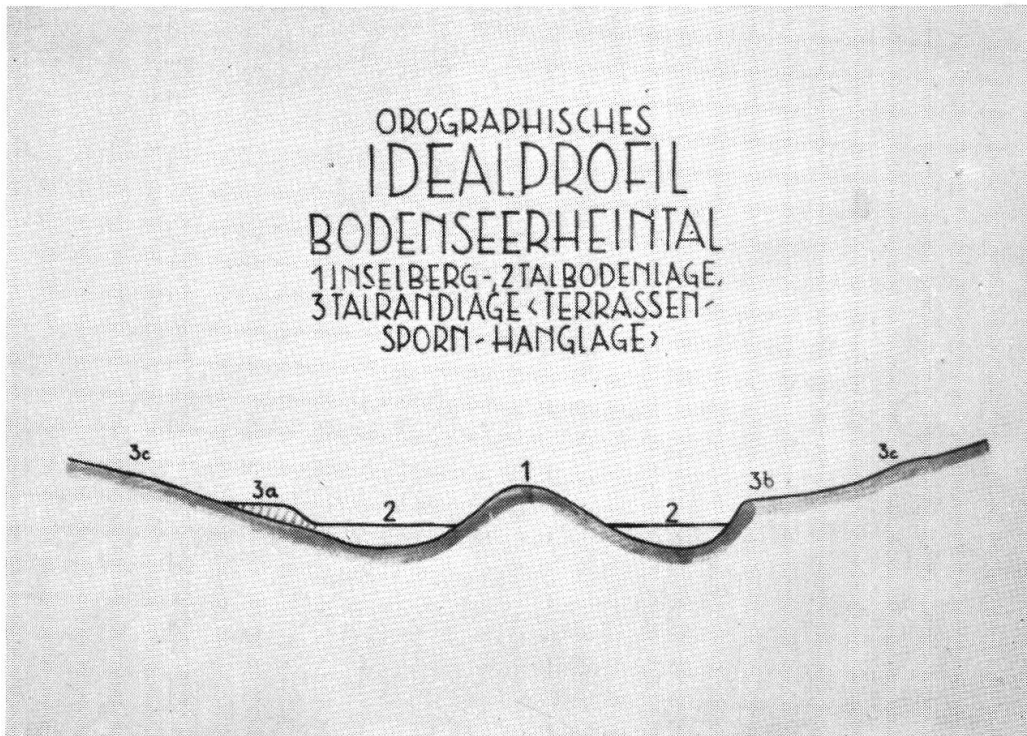 OROGRAPHISCHES
IDEALPROFIL
BODENSEERHEINTAL
1 INSELBERG-, 2 TALBODENLAGE,
3 TALRANDLAGE <TERRASSEN-
SPORN-HANGLAGE>
3c 3a 2 1 2 3b 3c